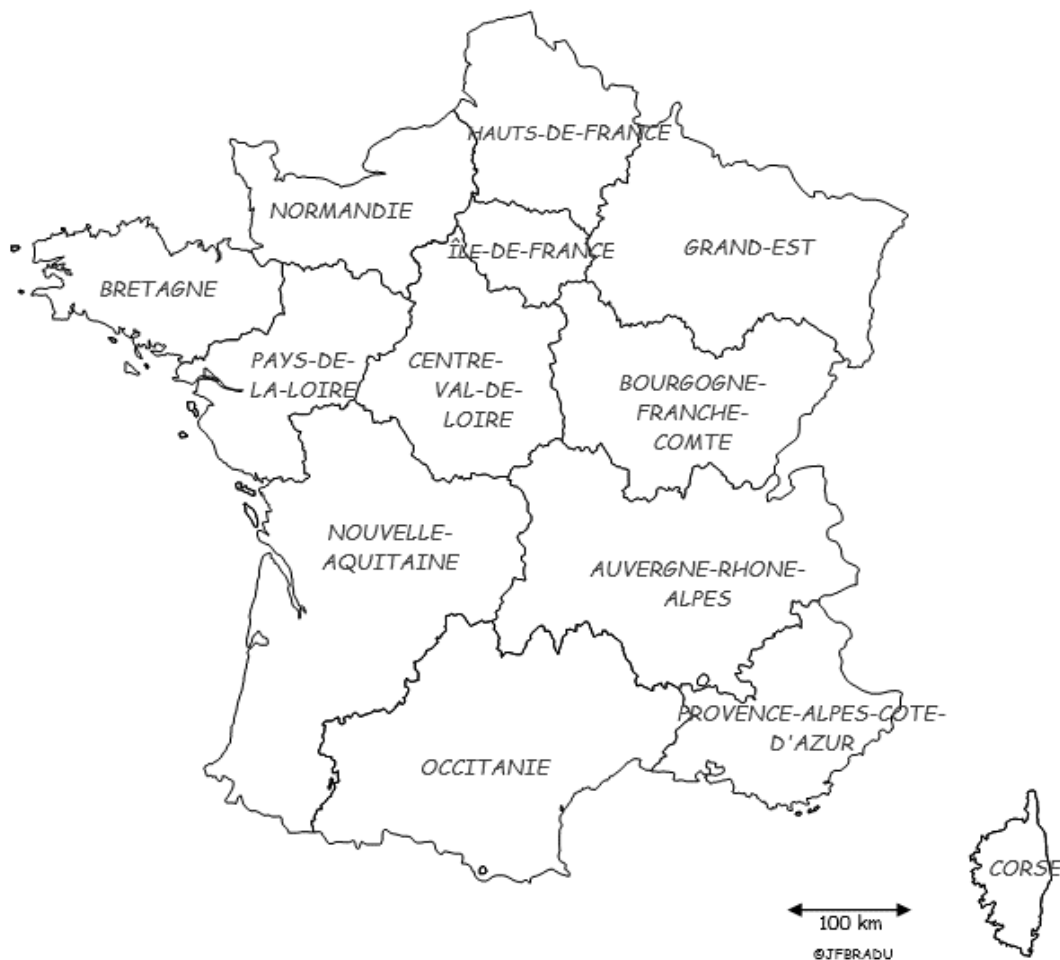 HAUTS-DE-FRANCE
NORMANDIE
ÎLE-DE-FRANCE
GRAND-EST
BRETAGNE
PAYS-DE-
LA-LOIRE
CENTRE-
VAL-DE-
LOIRE
BOURGOGNE-
FRANCHE-
COMTE
NOUVELLE-
AQUITAINE
AUVERGNE-RHONE-
ALPES
PROVENCE-ALPES-COTE-
D'AZUR
OCCITANIE
CORSE
100 km
©JFBRADU